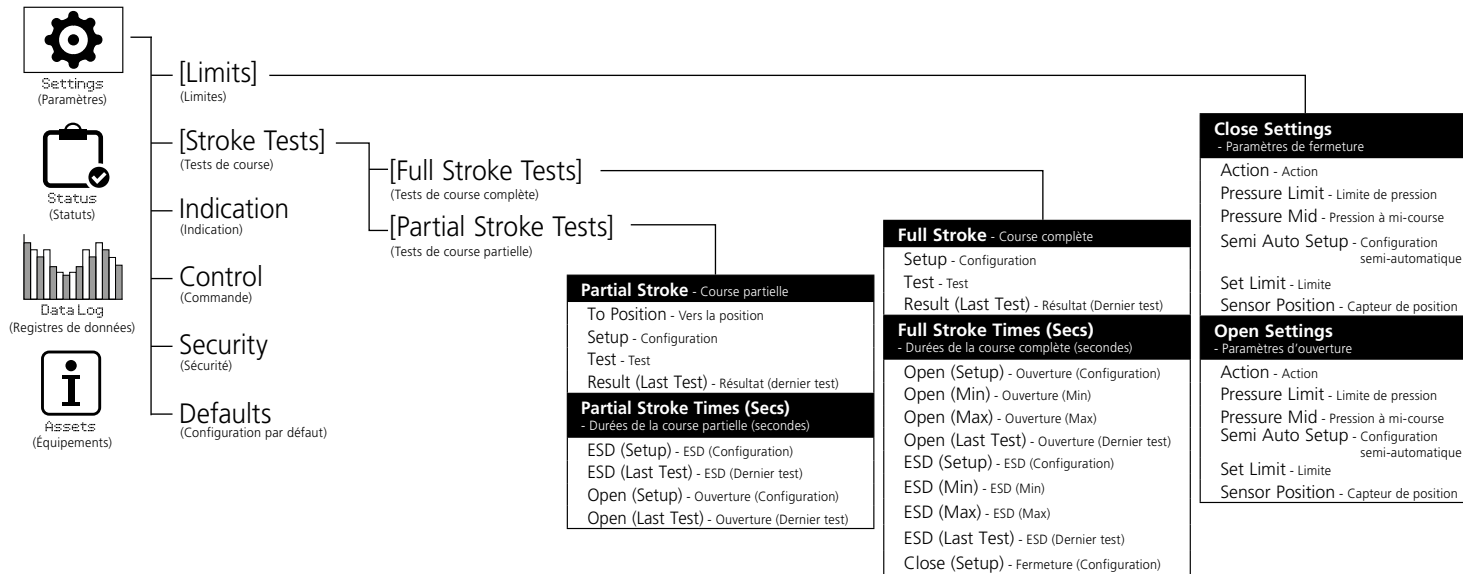 Settings
(Paramètres)
Status
(Statuts)
DataLog
(Registres de données)
Assets
(Équipements)
[Limits]
(Limites)
[Stroke Tests]
(Tests de course)
Indication
(Indication)
Control
(Commande)
Security
(Sécurité)
Defaults
(Configuration par défaut)
[Full Stroke Tests]
(Tests de course complète)
[Partial Stroke Tests]
(Tests de course partielle)
Partial Stroke - Course partielle
To Position - Vers la position
Setup - Configuration
Test - Test
Result (Last Test) - Résultat (dernier test)
Partial Stroke Times (Secs)
- Durées de la course partielle (secondes)
ESD (Setup) - ESD (Configuration)
ESD (Last Test) - ESD (Dernier test)
Open (Setup) - Ouverture (Configuration)
Open (Last Test) - Ouverture (Dernier test)
Full Stroke - Course complète
Setup - Configuration
Test - Test
Result (Last Test) - Résultat (Dernier test)
Full Stroke Times (Secs)
- Durées de la course complète (secondes)
Open (Setup) - Ouverture (Configuration)
Open (Min) - Ouverture (Min)
Open (Max) - Ouverture (Max)
Open (Last Test) - Ouverture (Dernier test)
ESD (Setup) - ESD (Configuration)
ESD (Min) - ESD (Min)
ESD (Max) - ESD (Max)
ESD (Last Test) - ESD (Dernier test)
Close (Setup) - Fermeture (Configuration)
Close Settings
- Paramètres de fermeture
Action - Action
Pressure Limit - Limite de pression
Pressure Mid - Pression à mi-course
Semi Auto Setup - Configuration
semi-automatique
Set Limit - Limite
Sensor Position - Capteur de position
Open Settings
- Paramètres d'ouverture
Action - Action
Pressure Limit - Limite de pression
Pressure Mid - Pression à mi-course
Semi Auto Setup - Configuration
semi-automatique
Set Limit - Limite
Sensor Position - Capteur de position